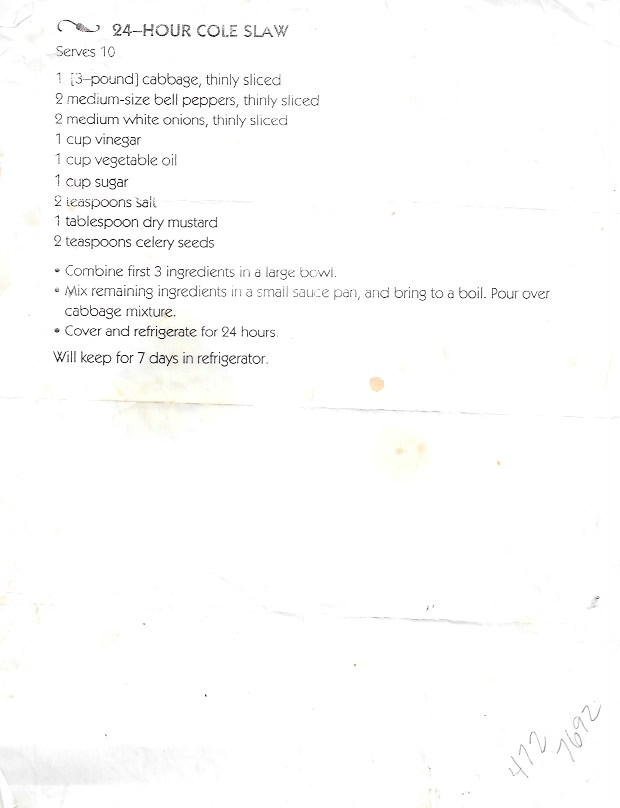 24-HOUR COLE SLAW
Serves 10
1 [3-pound] cabbage, thinly sliced
2 medium-size bell peppers, thinly sliced
2 medium white onions, thinly sliced
1 cup vinegar
1 cup vegetable oil
1 cup sugar
2 teaspoons salt
1 tablespoon dry mustard
2 teaspoons celery seeds
• Combine first 3 ingredients in a large bowl.
• Mix remaining ingredients in a small sauce pan, and bring to a boil. Pour over
cabbage mixture.
• Cover and refrigerate for 24 hours.
Will keep for 7 days in refrigerator.
472
7692